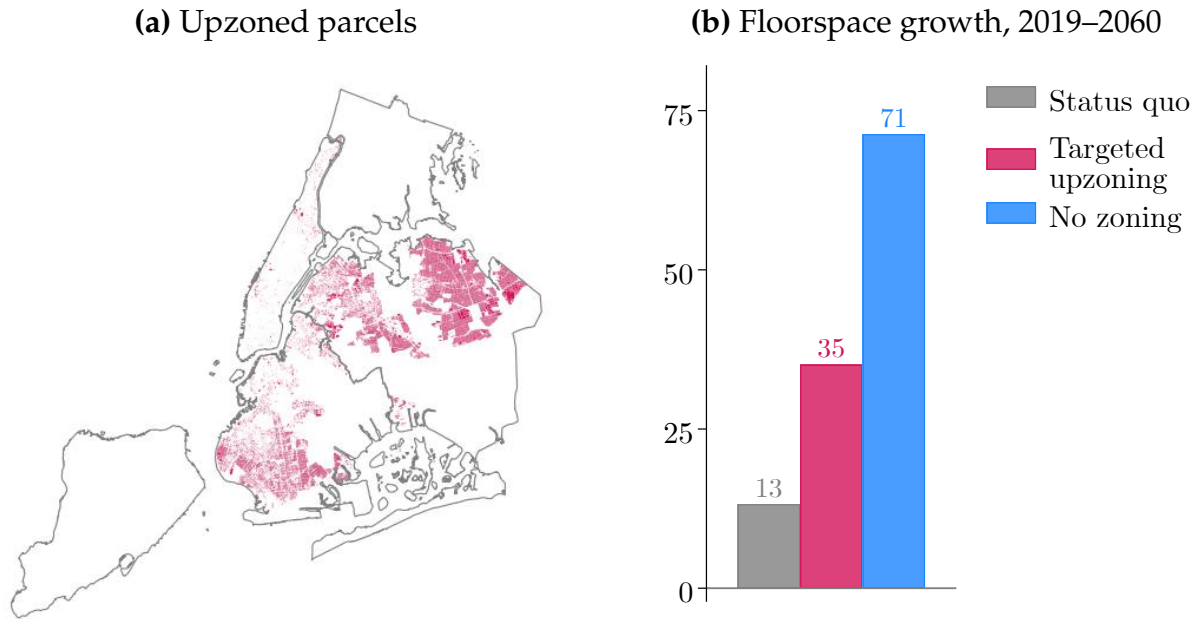 (a) Upzoned parcels
(b) Floorspace growth, 2019–2060
75
50
25
0
13
35
71
Status quo
Targeted
upzoning
No zoning